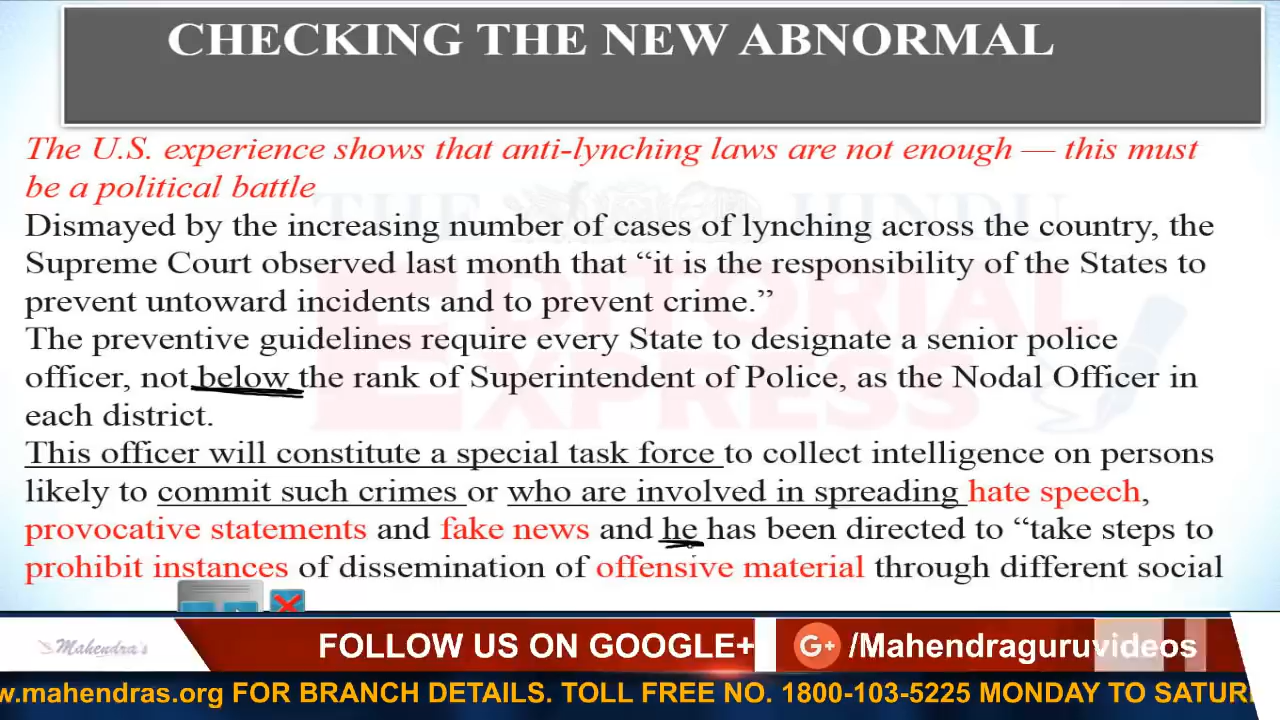 CHECKING THE NEW ABNORMAL
The U.S. experience shows that anti-lynching laws are not enough — this must
be a political battle
Dismayed by the increasing number of cases of lynching across the country, the
Supreme Court observed last month that “it is the responsibility of the States to
prevent untoward incidents and to prevent crime.”
The preventive guidelines require every State to designate a senior police
officer, not below the rank of Superintendent of Police, as the Nodal Officer in
each district.
This officer will constitute a special task force to collect intelligence on persons
likely to commit such crimes or who are involved in spreading hate speech,
provocative statements and fake news and he has been directed to “take steps to
prohibit instances of dissemination of offensive material through different social
THE HINDU
EDITORIAL
EXPRESS
Mahendra's
FOLLOW US ON GOOGLE+
G+ /Mahendraguruvideos
w.mahendras.org FOR BRANCH DETAILS. TOLL FREE NO. 1800-103-5225 MONDAY TO SATUR